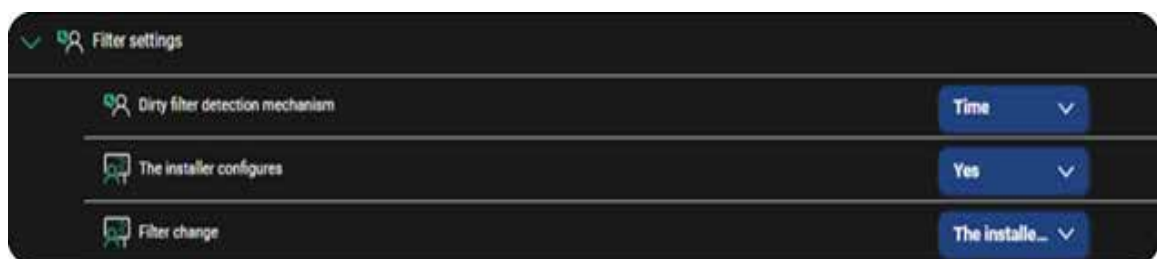 Filter settings
Dirty filter detection mechanism
Time
The installer configures
Yes
Filter change
The installe...